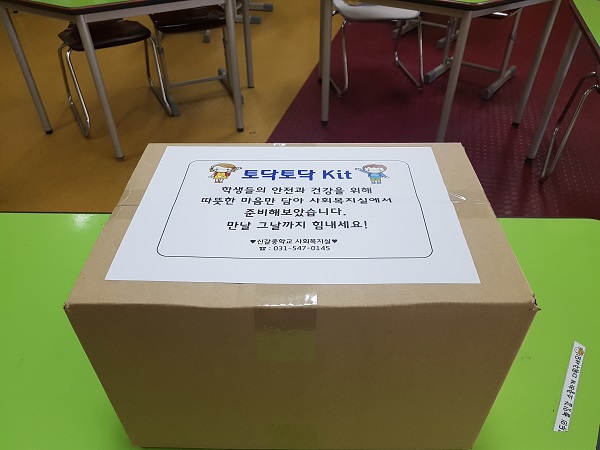 토닥토닥 Kit
학생들의 안전과 건강을 위해
따뜻한 마음만 담아 사회복지실에서
준비해보았습니다.
만날 그날까지 힘내세요!
♥신갈중학교 사회복지실♥
☎ : 031-547-0145